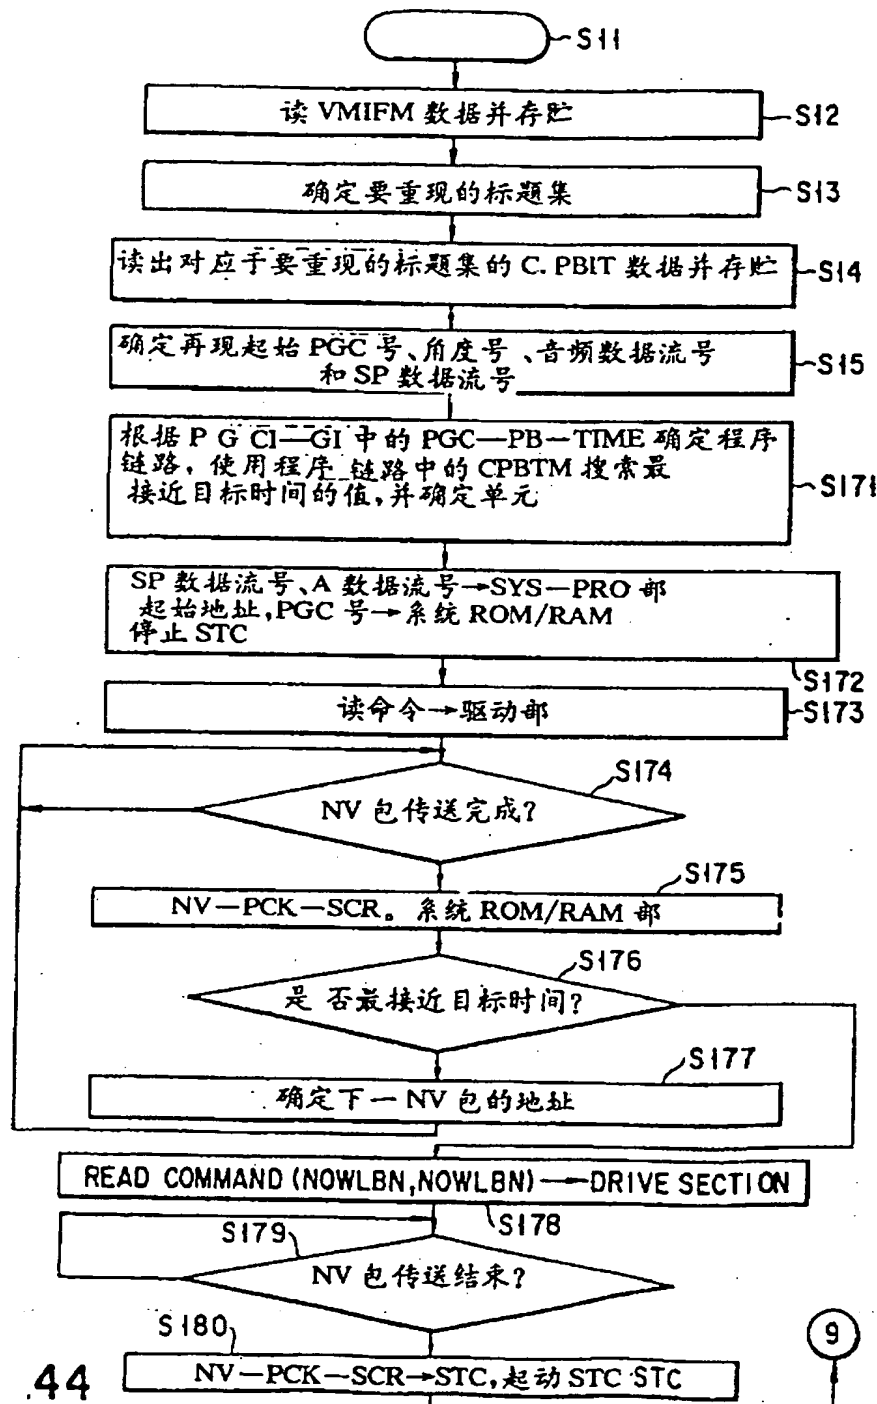 S11
读 VMIFM 数据并存贮
S12
确定要重现的标题集
S13
读出对应于要重现的标题集的 C. PBIT 数据并存贮
S14
确定再现起始 PGC 号、角度号、音频数据流号
和 SP 数据流号
S15
根据 P G CI—GI 中的 PGC—PB—TIME 确定程序
链路，使用程序 链路中的 CPBTM 搜索最
接近目标时间的值,并确定单元
S171
SP 数据流号、A 数据流号→SYS—PRO 部
起始地址,PGC 号→系统 ROM/RAM
停止 STC
S172
读命令→驱动部
S173
S174
NV 包传送完成?
S175
NV—PCK—SCR。系统 ROM/RAM 部
S176
是 否最接近目标时间?
S177
确定下一 NV 包的地址
READ COMMAND (NOWLBN,NOWLBN)→DRIVE SECTION
S178
S179
NV 包传送结束?
S180
9
NV—PCK—SCR→STC,起动 STC STC
.44